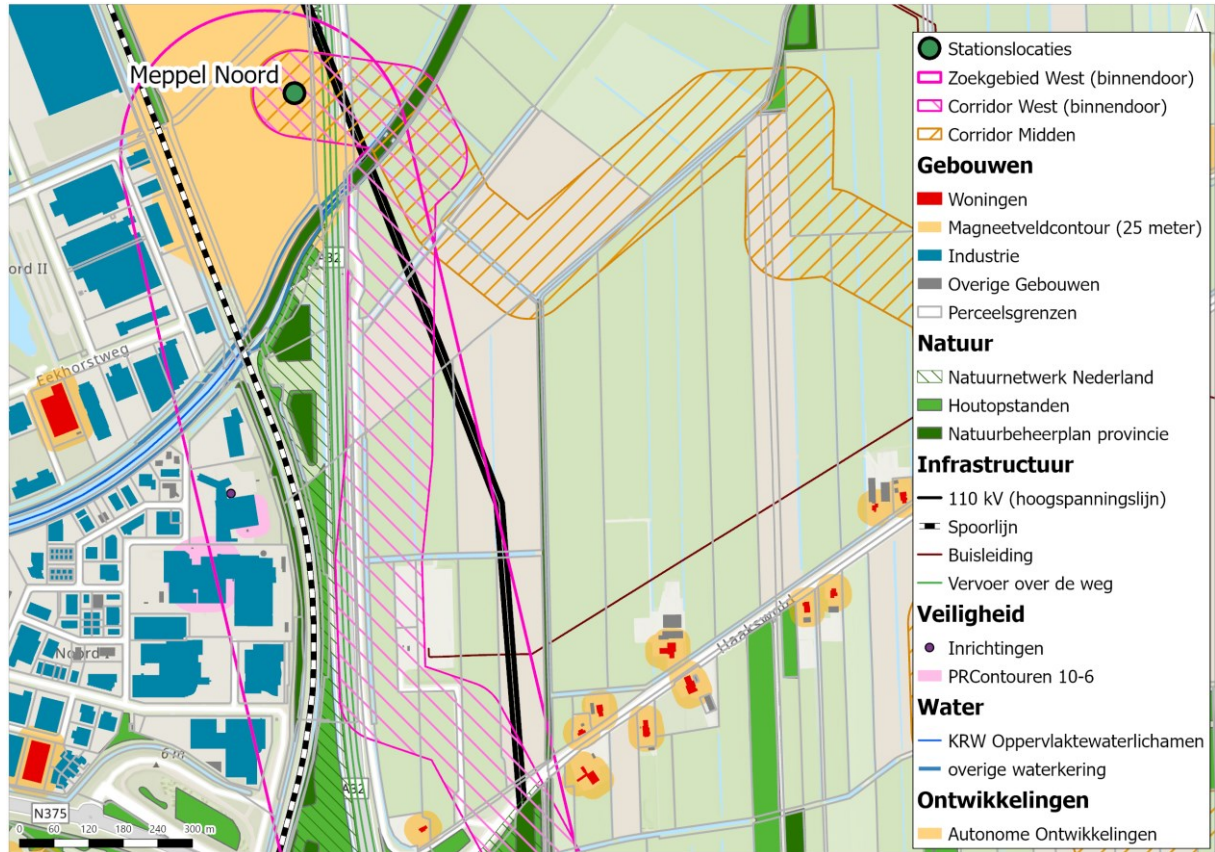 Meppel Noord
ord II
Eekhorstweg
A32
Noord I
Haakswold
A32
6 m
N375
0 60 120 180 240 300 m
Stationslocaties
Zoekgebied West (binnendoor)
Corridor West (binnendoor)
Corridor Midden
Gebouwen
Woningen
Magneetveldcontour (25 meter)
Industrie
Overige Gebouwen
Perceelsgrenzen
Natuur
Natuurnetwerk Nederland
Houtopstanden
Natuurbeheerplan provincie
Infrastructuur
110 kV (hoogspanningslijn)
Spoorlijn
Buisleiding
Vervoer over de weg
Veiligheid
Inrichtingen
PRContouren 10-6
Water
KRW Oppervlaktewaterlichamen
overige waterkering
Ontwikkelingen
Autonome Ontwikkelingen